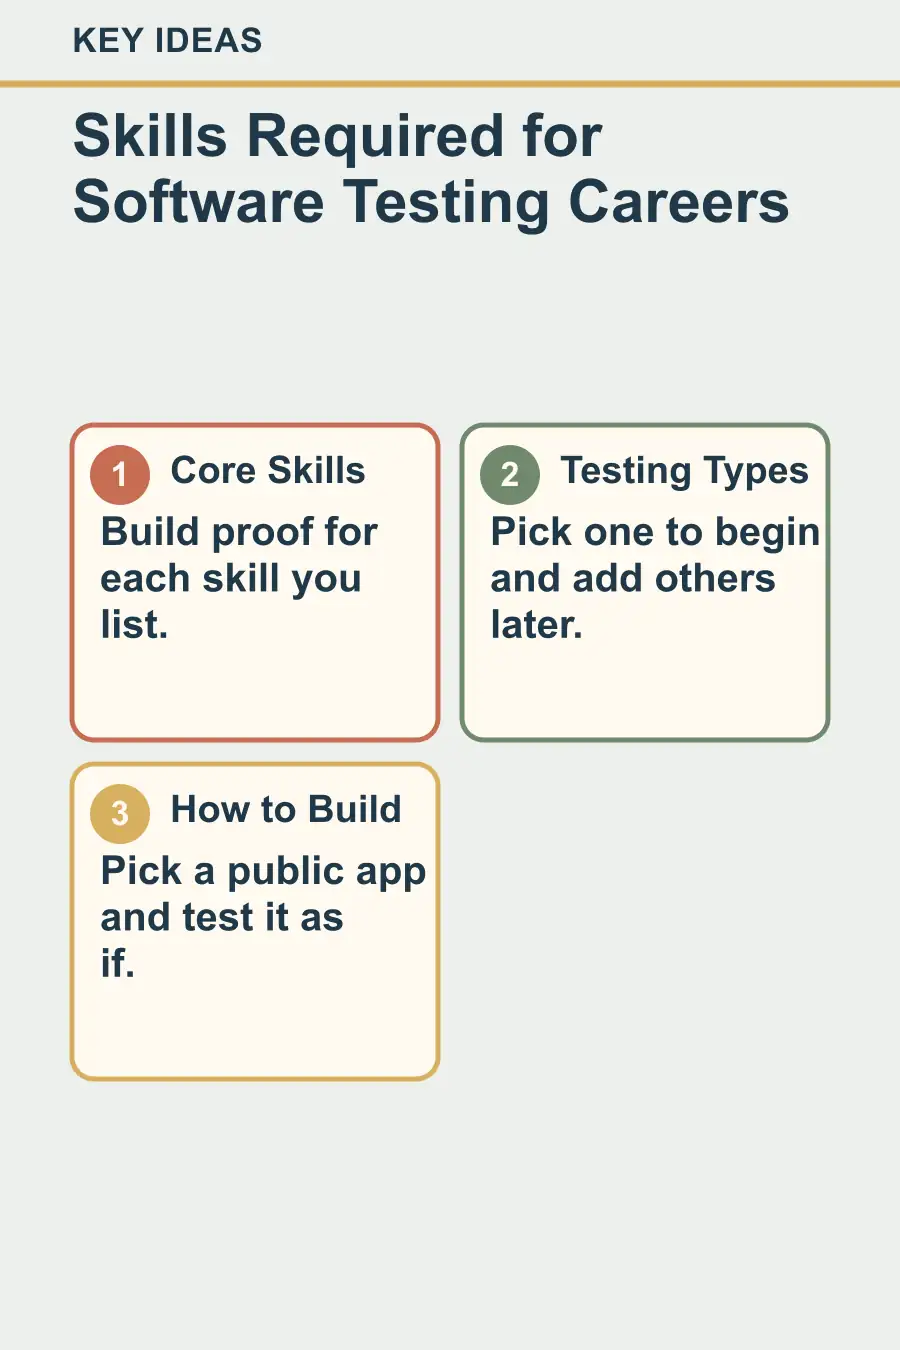 KEY IDEAS
Skills Required for
Software Testing Careers
1 Core Skills
Build proof for
each skill you
list.
2 Testing Types
Pick one to begin
and add others
later.
3 How to Build
Pick a public app
and test it as
if.